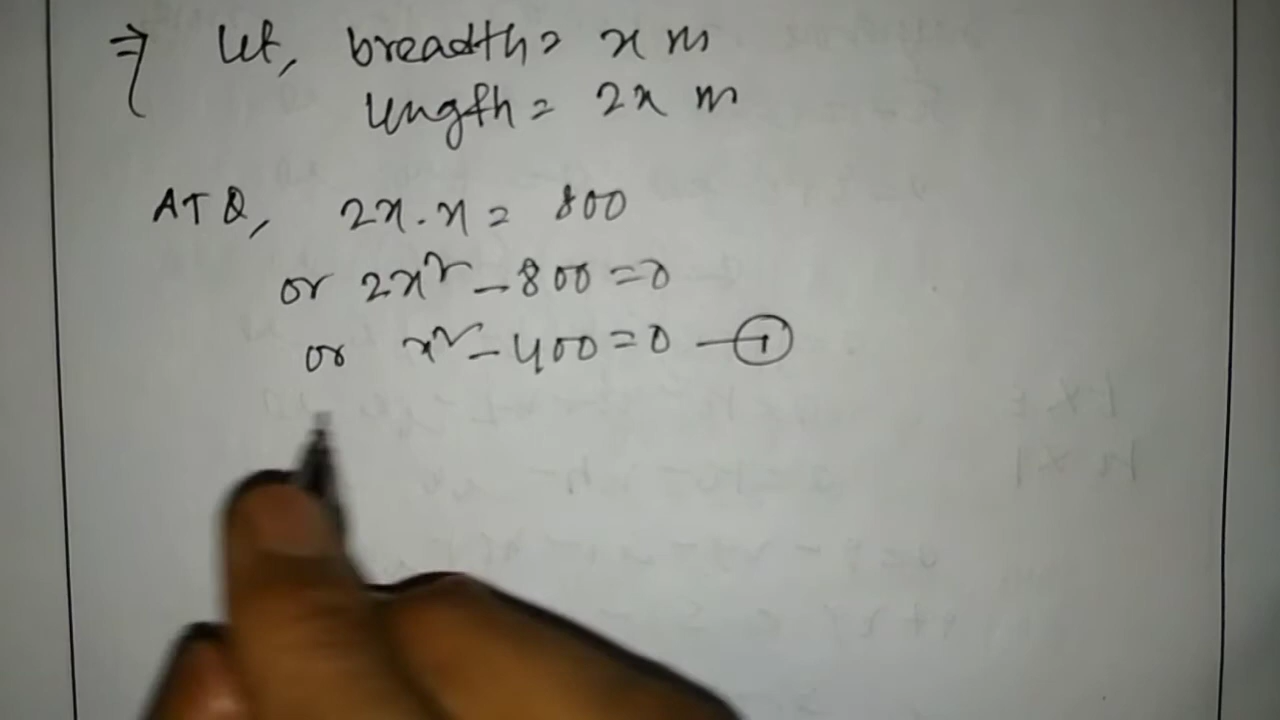 ⇒ Let, breadth = x m
length = 2x m
ATQ, 2x . x = 800
or 2x² - 800 = 0
or x² - 400 = 0 — ①